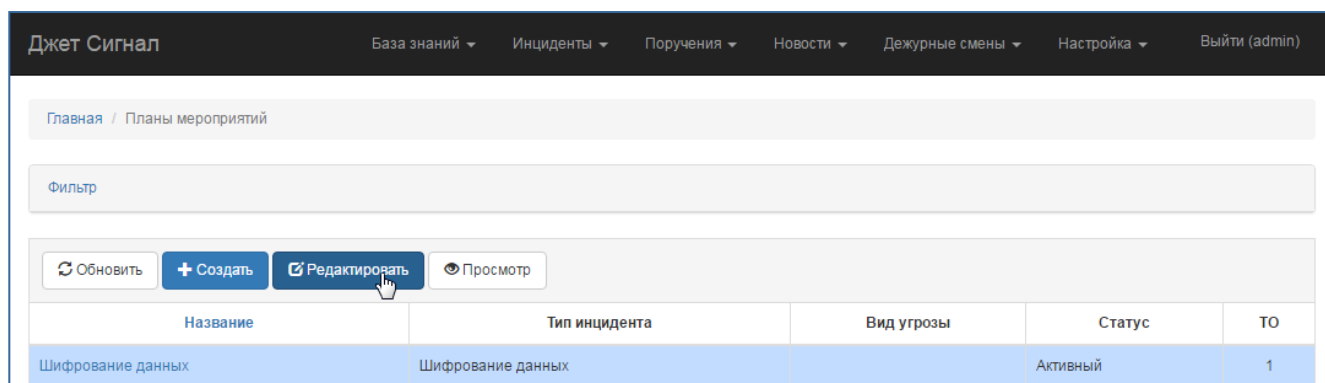 Джет Сигнал База знаний Инциденты Поручения Новости Дежурные смены Настройка Выйти (admin)
Главная / Планы мероприятий
Фильтр
Обновить Создать Редактировать Просмотр
Название Тип инцидента Вид угрозы Статус ТО
Шифрование данных Шифрование данных Активный 1